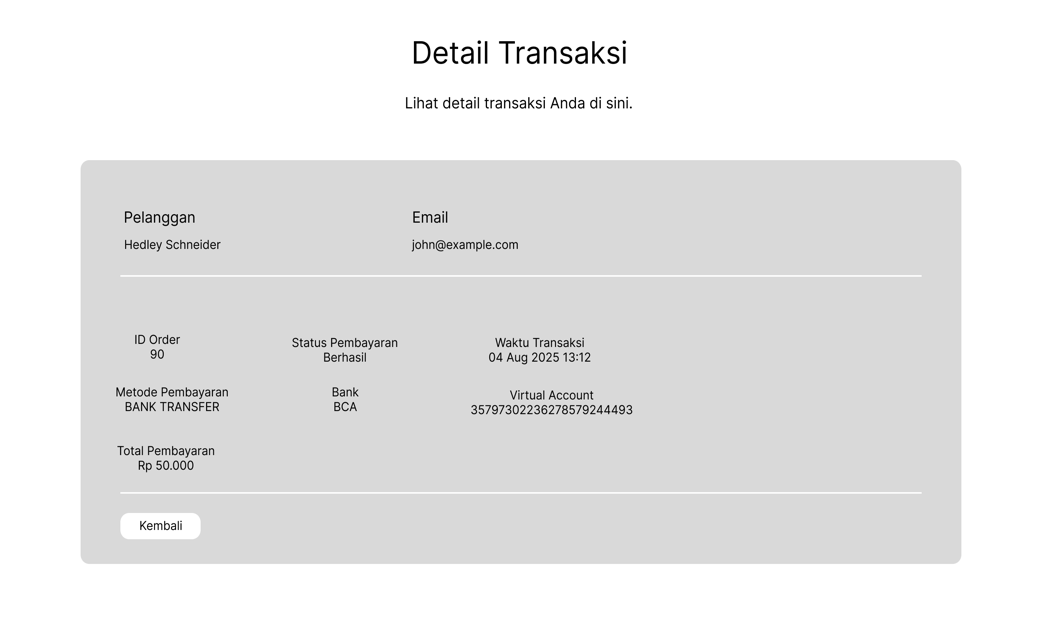 Detail Transaksi
Lihat detail transaksi Anda di sini.
Pelanggan
Hedley Schneider
Email
john@example.com
ID Order
90
Status Pembayaran
Berhasil
Waktu Transaksi
04 Aug 2025 13:12
Metode Pembayaran
BANK TRANSFER
Bank
BCA
Virtual Account
35797302236278579244493
Total Pembayaran
Rp 50.000
Kembali